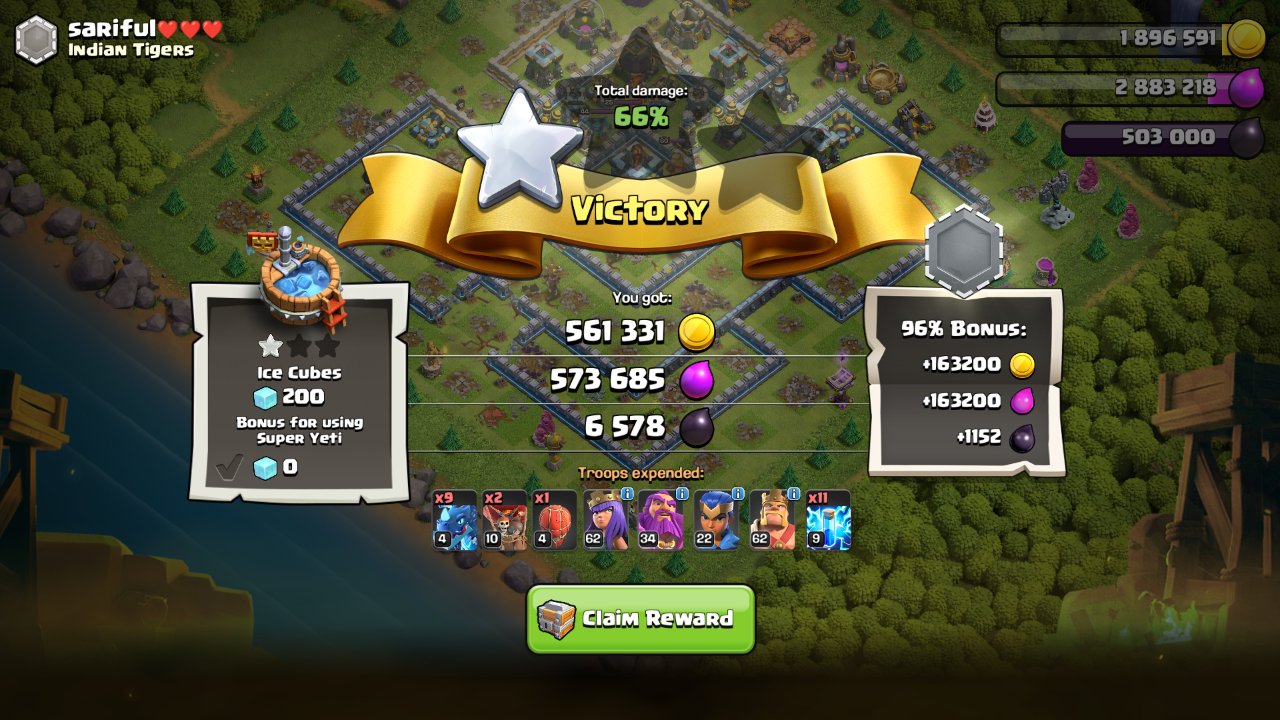 sariful❤❤❤
Indian Tigers
1 896 591
2 883 218
503 000
Total damage:
66%
Victory
Ice Cubes
200
Bonus for using
Super Yeti
0
You got:
561 331
573 685
6 578
96% Bonus:
+163200
+163200
+1152
Troops expended:
x9 x2 x1 x11
4 10 4 62 34 22 62 9
Claim Reward